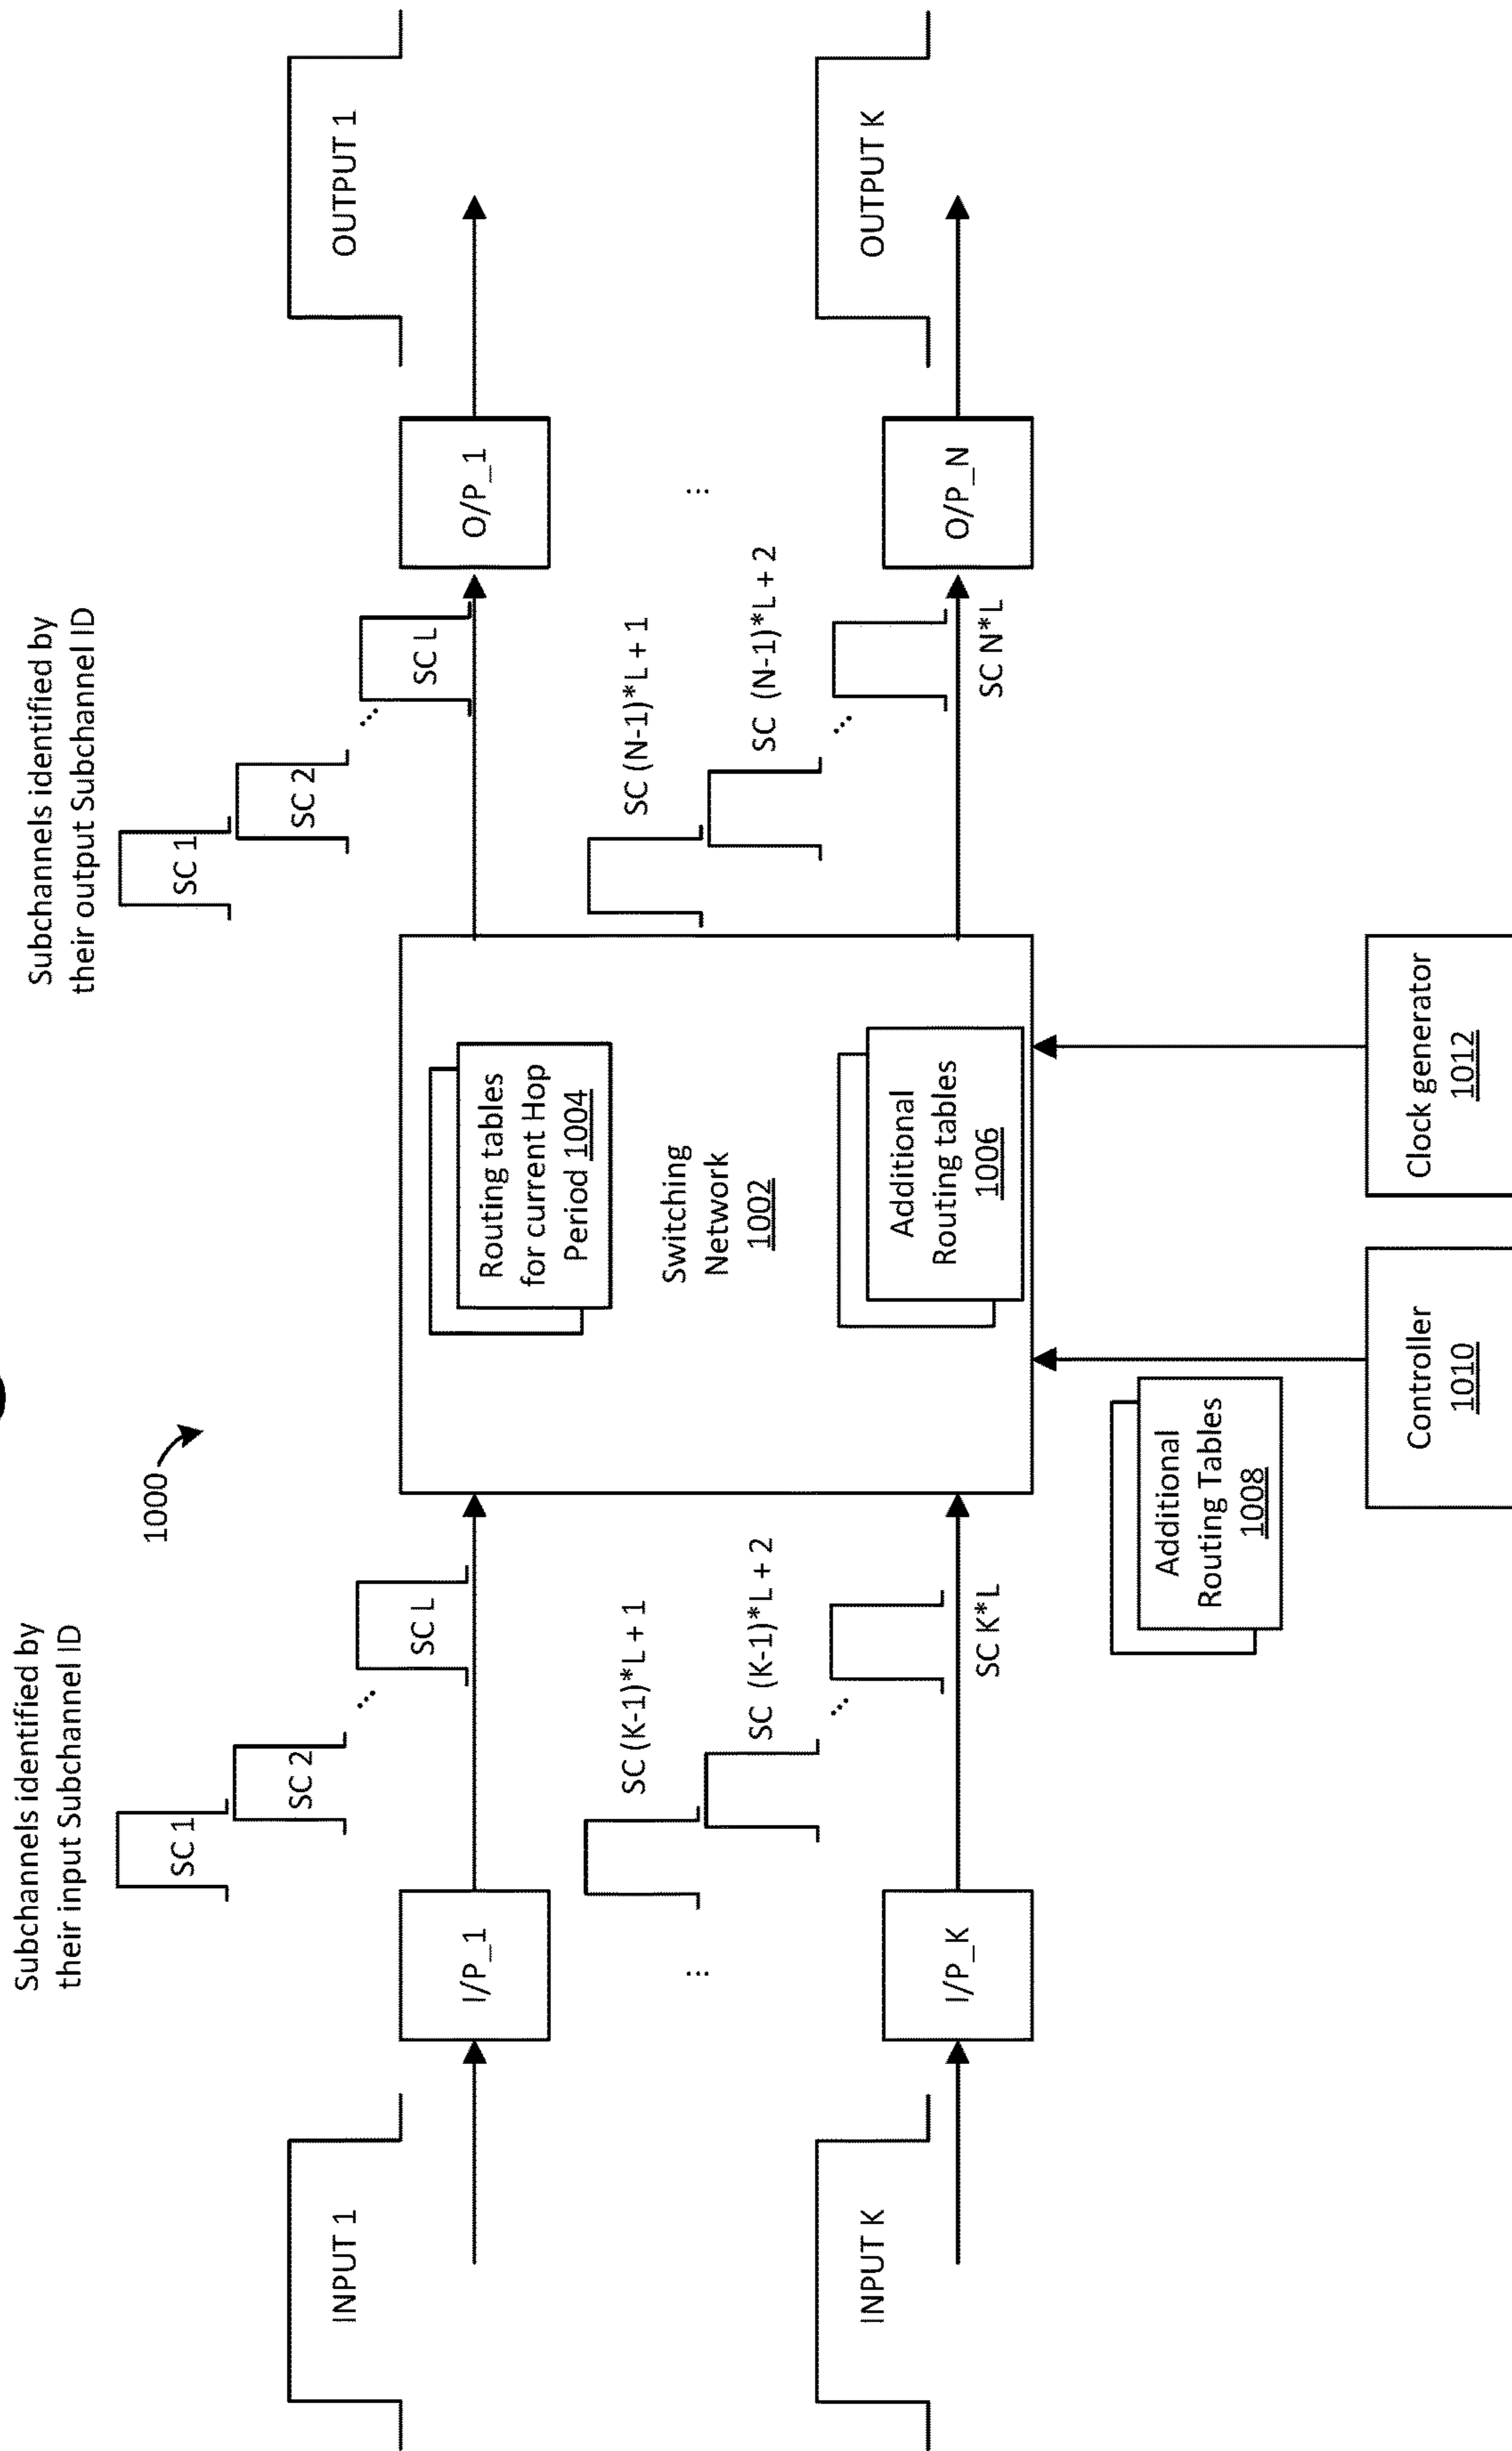 Subchannels identified by
their input Subchannel ID
Subchannels identified by
their output Subchannel ID
1000
SC 1
SC 2
...
SC L
SC 1
SC 2
...
SC L
INPUT 1
I/P_1
OUTPUT 1
O/P_1
Routing tables
for current Hop
Period 1004
Switching
Network
1002
...
SC (K-1)*L + 1
SC (K-1)*L + 2
...
SC K*L
...
SC (N-1)*L + 1
SC (N-1)*L + 2
...
SC N*L
INPUT K
I/P_K
Additional
Routing tables
1006
O/P_N
OUTPUT K
Additional
Routing Tables
1008
Controller
1010
Clock generator
1012